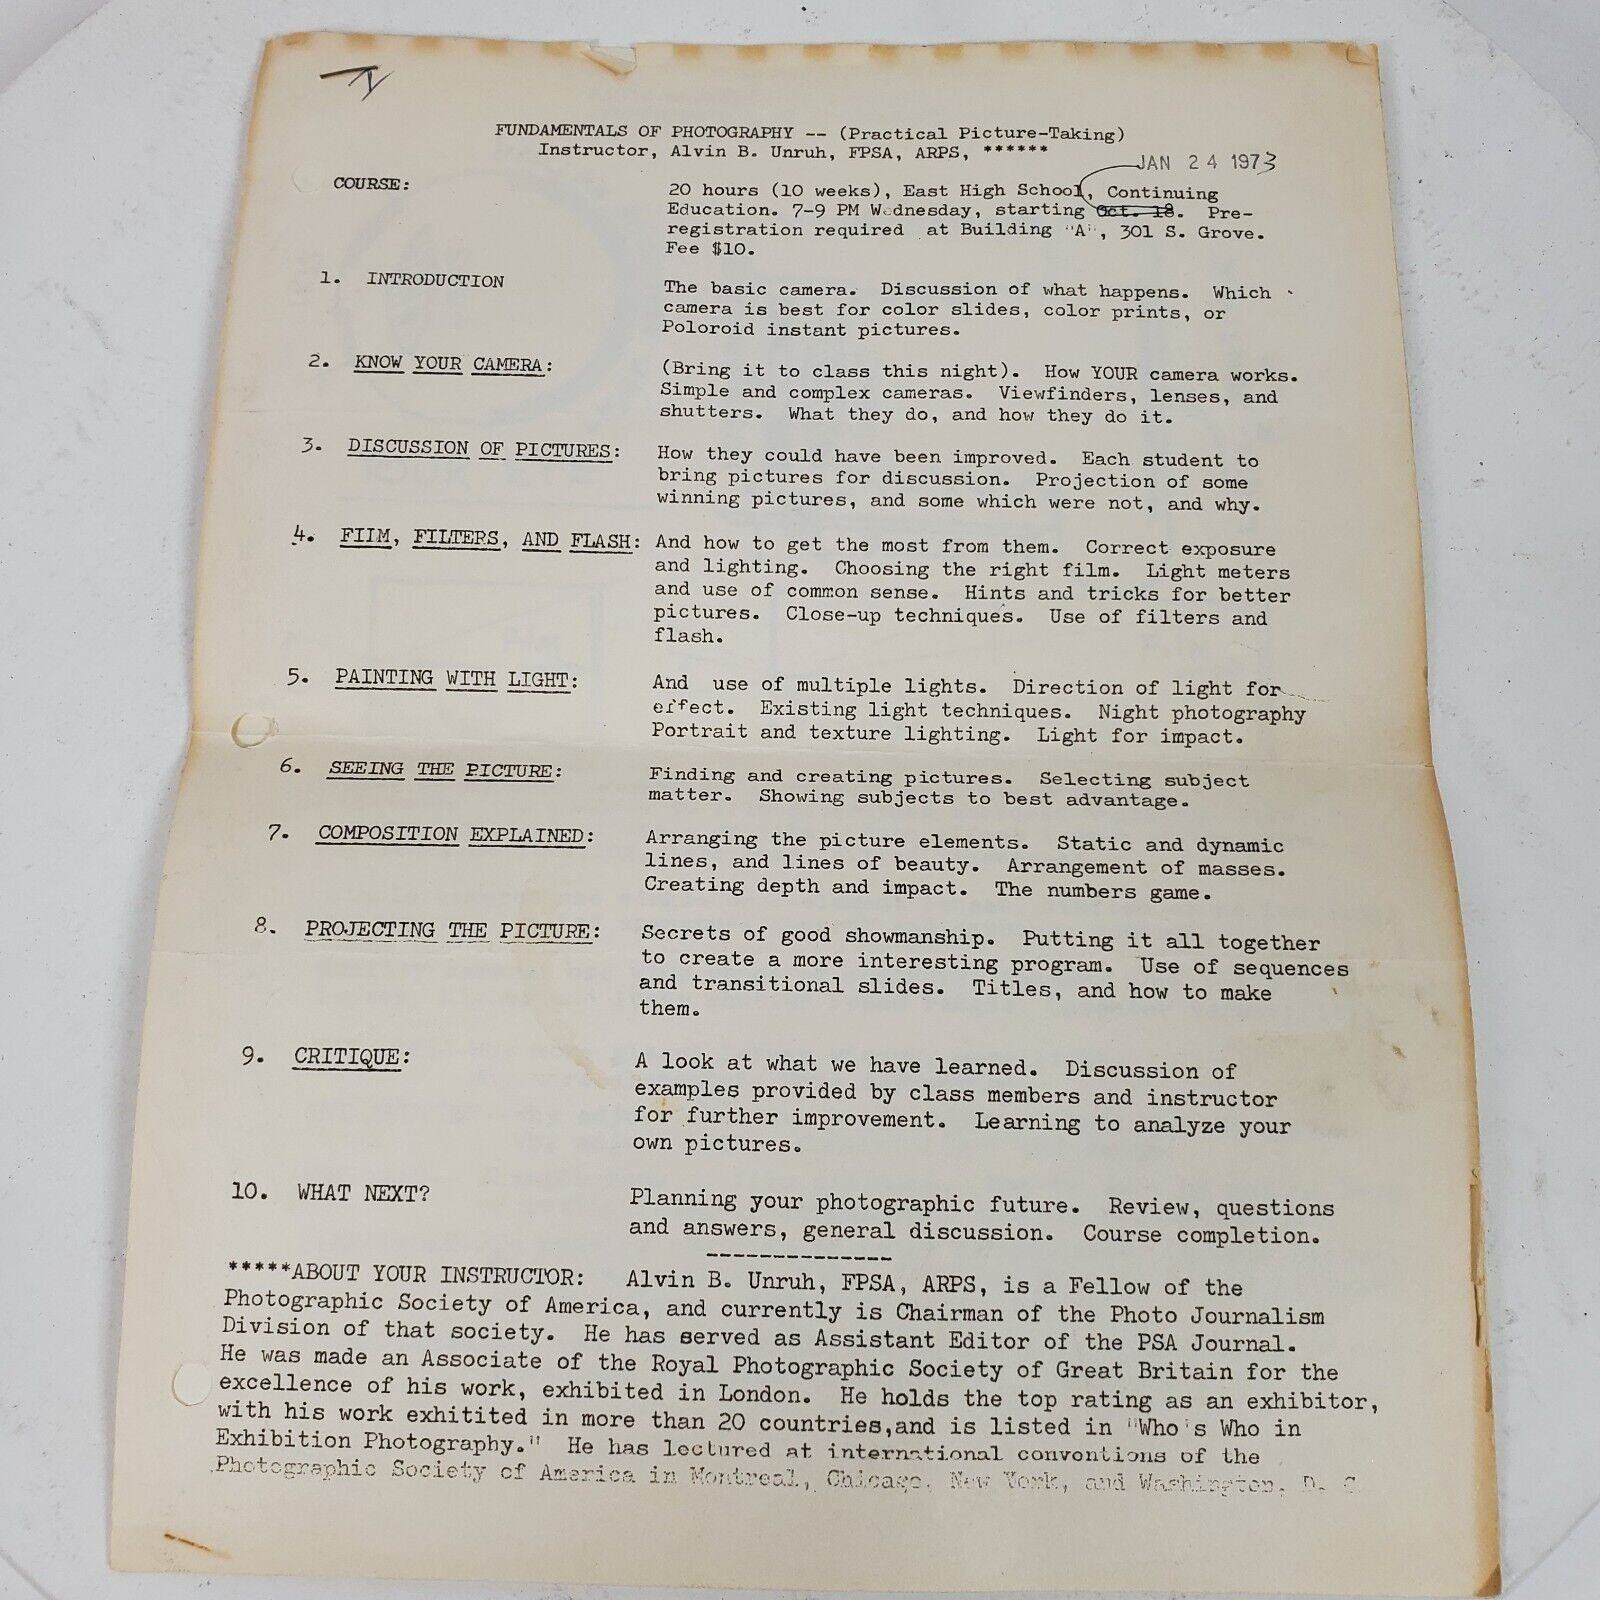 FUNDAMENTALS OF PHOTOGRAPHY -- (Practical Picture-Taking)
Instructor, Alvin B. Unruh, FPSA, ARPS, ******
JAN 24 1973
COURSE:
20 hours (10 weeks), East High School, Continuing
Education. 7-9 PM Wednesday, starting Oct. 18. Pre-
registration required at Building "A", 301 S. Grove.
Fee $10.
1. INTRODUCTION
The basic camera. Discussion of what happens. Which
camera is best for color slides, color prints, or
Poloroid instant pictures.
2. KNOW YOUR CAMERA:
(Bring it to class this night). How YOUR camera works.
Simple and complex cameras. Viewfinders, lenses, and
shutters. What they do, and how they do it.
3. DISCUSSION OF PICTURES:
How they could have been improved. Each student to
bring pictures for discussion. Projection of some
winning pictures, and some which were not, and why.
4. FIIM, FILTERS, AND FLASH:
And how to get the most from them. Correct exposure
and lighting. Choosing the right film. Light meters
and use of common sense. Hints and tricks for better
pictures. Close-up techniques. Use of filters and
flash.
5. PAINTING WITH LIGHT:
And use of multiple lights. Direction of light for
effect. Existing light techniques. Night photography
Portrait and texture lighting. Light for impact.
6. SEEING THE PICTURE:
Finding and creating pictures. Selecting subject
matter. Showing subjects to best advantage.
7. COMPOSITION EXPLAINED:
Arranging the picture elements. Static and dynamic
lines, and lines of beauty. Arrangement of masses.
Creating depth and impact. The numbers game.
8. PROJECTING THE PICTURE:
Secrets of good showmanship. Putting it all together
to create a more interesting program. Use of sequences
and transitional slides. Titles, and how to make
them.
9. CRITIQUE:
A look at what we have learned. Discussion of
examples provided by class members and instructor
for further improvement. Learning to analyze your
own pictures.
10. WHAT NEXT?
Planning your photographic future. Review, questions
and answers, general discussion. Course completion.
--------------
*****ABOUT YOUR INSTRUCTOR: Alvin B. Unruh, FPSA, ARPS, is a Fellow of the
Photographic Society of America, and currently is Chairman of the Photo Journalism
Division of that society. He has served as Assistant Editor of the PSA Journal.
He was made an Associate of the Royal Photographic Society of Great Britain for the
excellence of his work, exhibited in London. He holds the top rating as an exhibitor,
with his work exhitited in more than 20 countries,and is listed in "Who's Who in
Exhibition Photography." He has lectured at international conventions of the
Photographic Society of America in Montreal, Chicago, New York, and Washington, D. C.